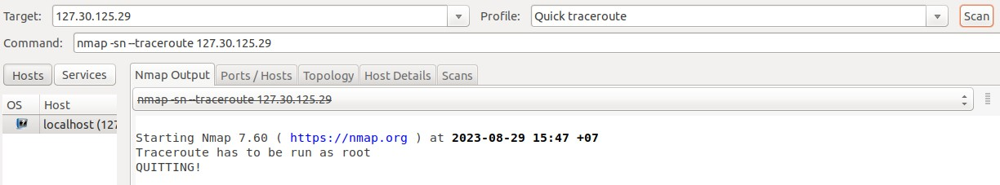 Target: 127.30.125.29 Profile: Quick traceroute Scan
Command: nmap -sn --traceroute 127.30.125.29
Hosts Services Nmap Output Ports / Hosts Topology Host Details Scans
nmap -sn --traceroute 127.30.125.29
OS Host
localhost (127
Starting Nmap 7.60 ( https://nmap.org ) at 2023-08-29 15:47 +07
Traceroute has to be run as root
QUITTING!